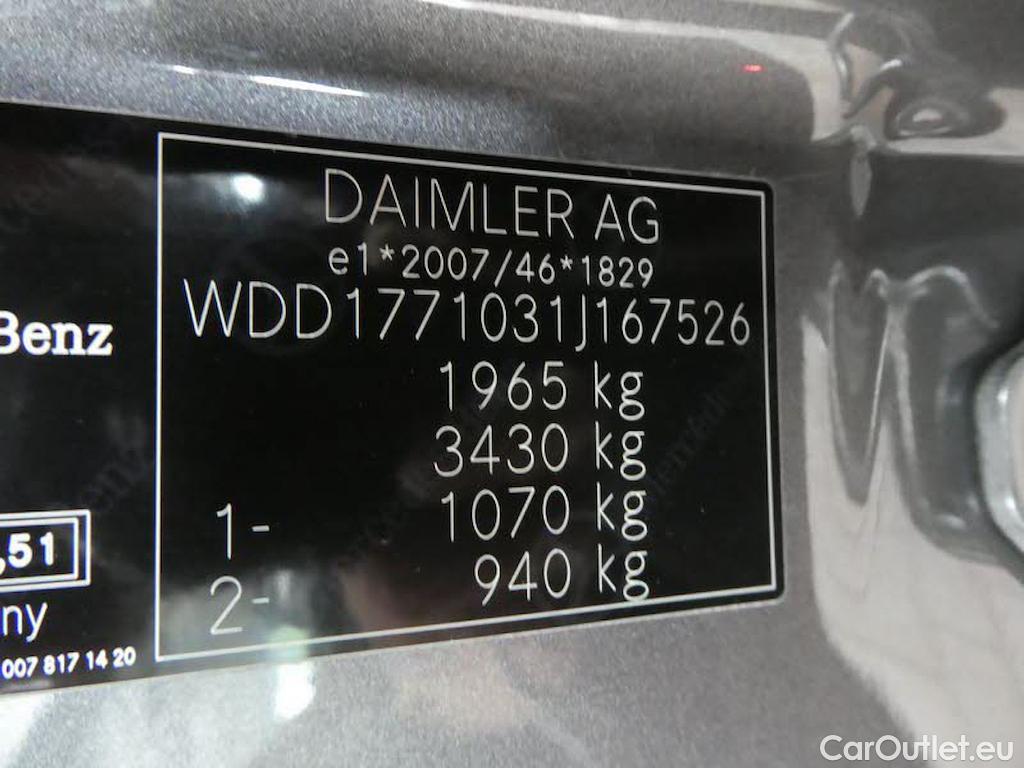 DAIMLER AG
e1*2007/46*1829
WDD1771031J167526
1965 kg
3430 kg
1- 1070 kg
2- 940 kg
Benz
,51
ny
007 817 14 20
CarOutlet.eu